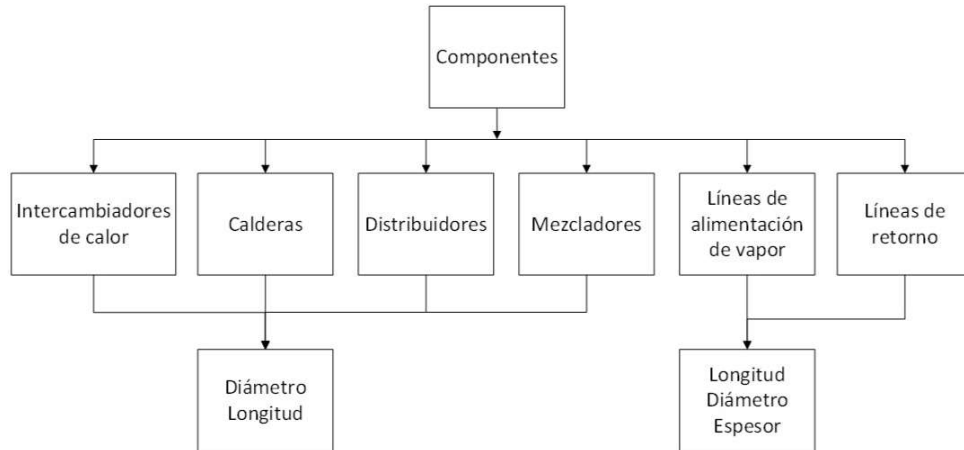 Componentes
Intercambiadores
de calor
Calderas
Distribuidores
Mezcladores
Líneas de
alimentación
de vapor
Líneas de
retorno
Diámetro
Longitud
Longitud
Diámetro
Espesor